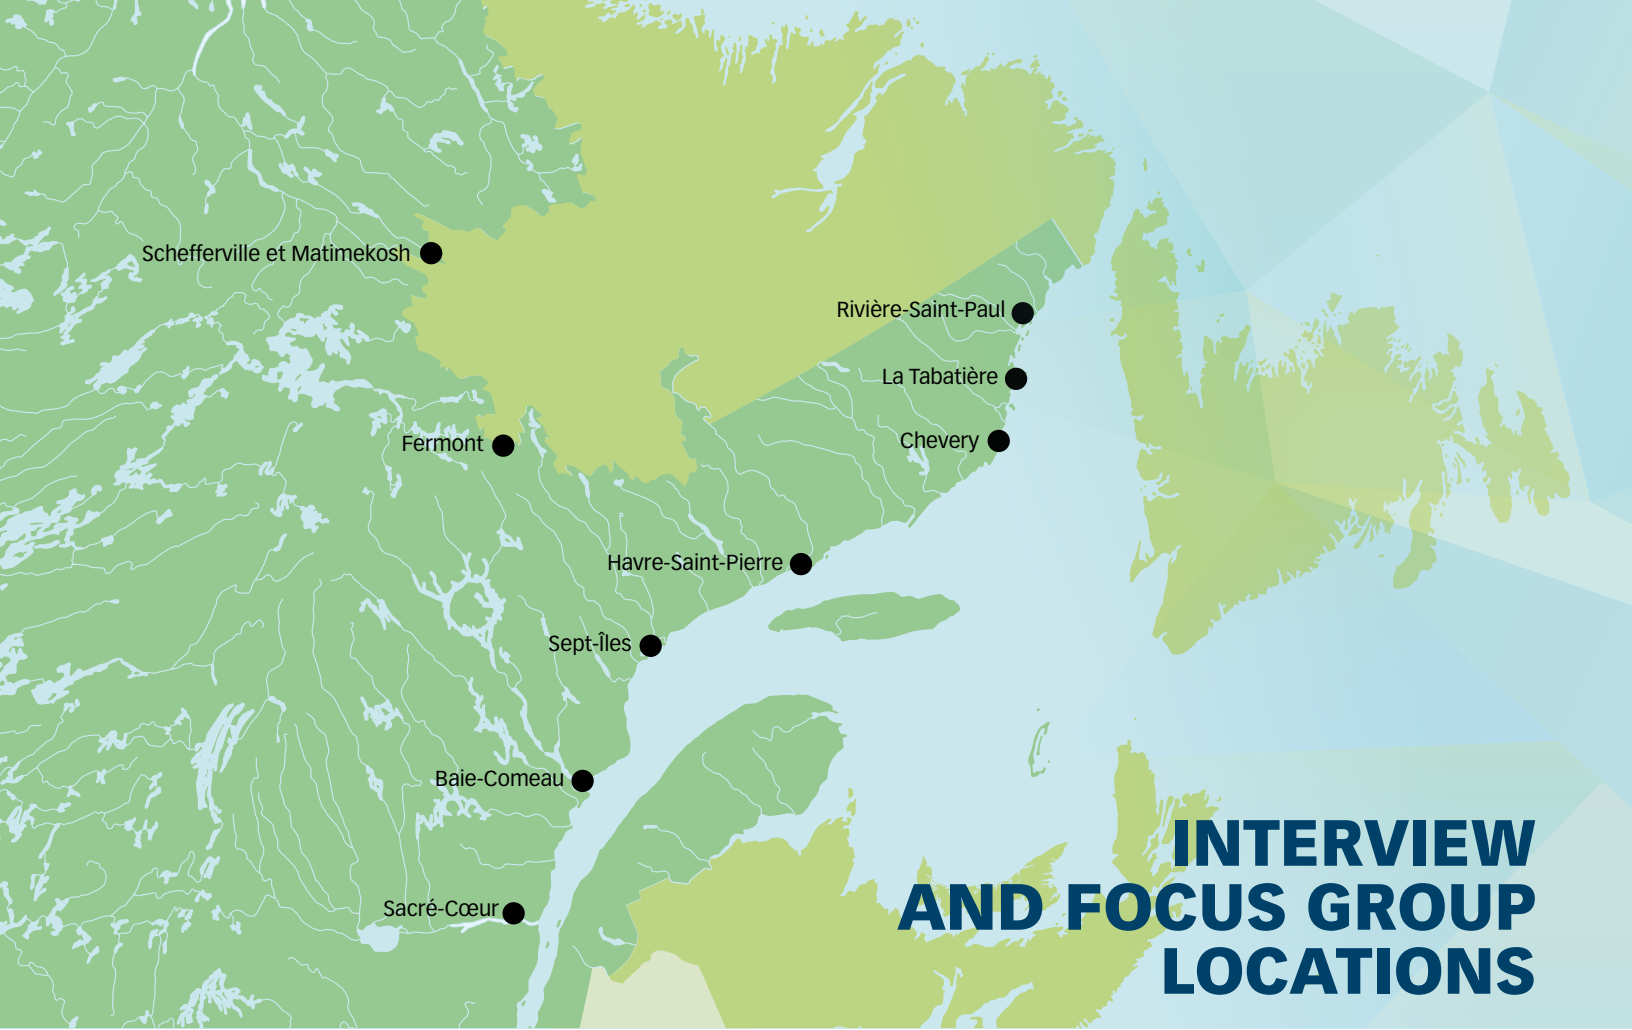 Schefferville et Matimekosh
Rivière-Saint-Paul
La Tabatière
Fermont
Chevery
Havre-Saint-Pierre
Sept-Îles
Baie-Comeau
Sacré-Cœur
INTERVIEW
AND FOCUS GROUP
LOCATIONS